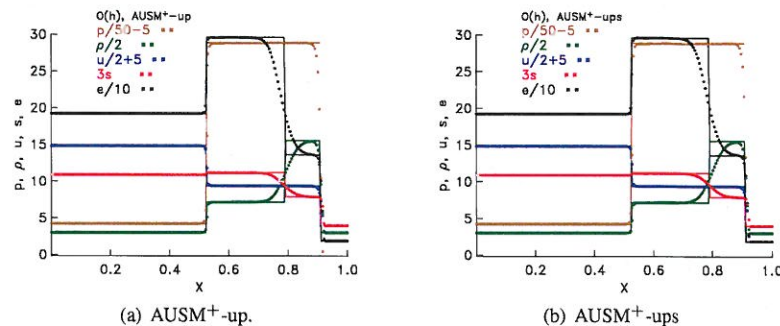 O(h), AUSM+-up
p/50-5
ρ/2
u/2+5
3s
e/10
30
25
20
15
10
5
0
p, ρ, u, s, e
0.2 0.4 0.6 0.8 1.0
X
(a) AUSM+-up.
O(h), AUSM+-ups
p/50-5
ρ/2
u/2+5
3s
e/10
30
25
20
15
10
5
0
p, ρ, u, s, e
0.2 0.4 0.6 0.8 1.0
X
(b) AUSM+-ups